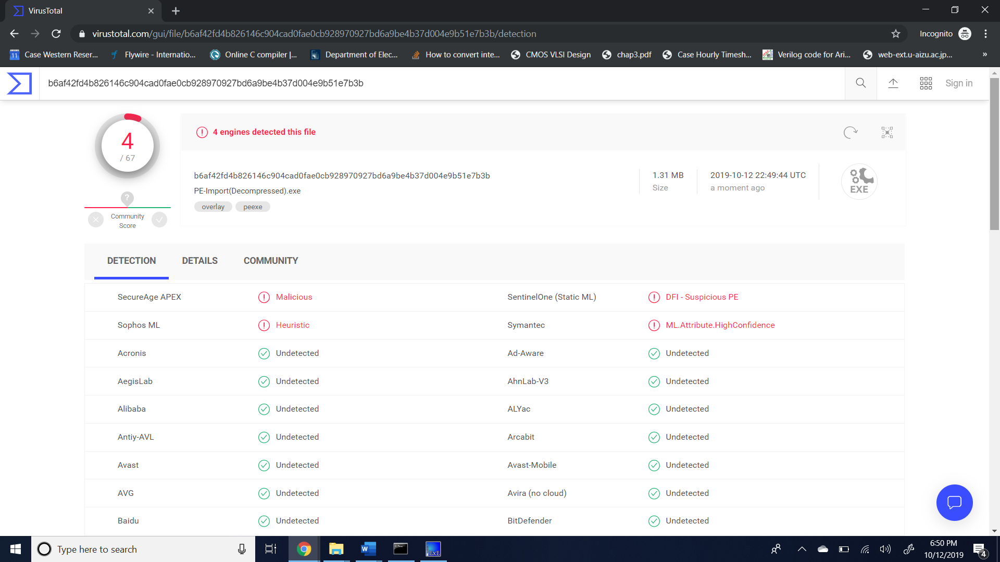 VirusTotal
virustotal.com/gui/file/b6af42fd4b826146c904cad0fae0cb928970927bd6a9be4b37d004e9b51e7b3b/detection
Incognito
11 Case Western Reser... Flywire - Internatio... Online C compiler |... Department of Elec... How to convert inte... CMOS VLSI Design chap3.pdf Case Hourly Timesh... Verilog code for Ari... web-ext.u-aizu.ac.jp... »
b6af42fd4b826146c904cad0fae0cb928970927bd6a9be4b37d004e9b51e7b3b
Sign in
4
/ 67
?
Community
Score
4 engines detected this file
b6af42fd4b826146c904cad0fae0cb928970927bd6a9be4b37d004e9b51e7b3b
PE-Import(Decompressed).exe
overlay peexe
1.31 MB
Size
2019-10-12 22:49:44 UTC
a moment ago
EXE
DETECTION DETAILS COMMUNITY
SecureAge APEX Malicious SentinelOne (Static ML) DFI - Suspicious PE
Sophos ML Heuristic Symantec ML.Attribute.HighConfidence
Acronis Undetected Ad-Aware Undetected
AegisLab Undetected AhnLab-V3 Undetected
Alibaba Undetected ALYac Undetected
Antiy-AVL Undetected Arcabit Undetected
Avast Undetected Avast-Mobile Undetected
AVG Undetected Avira (no cloud) Undetected
Baidu Undetected BitDefender Undetected
Type here to search
W
EXE
6:50 PM
10/12/2019
4